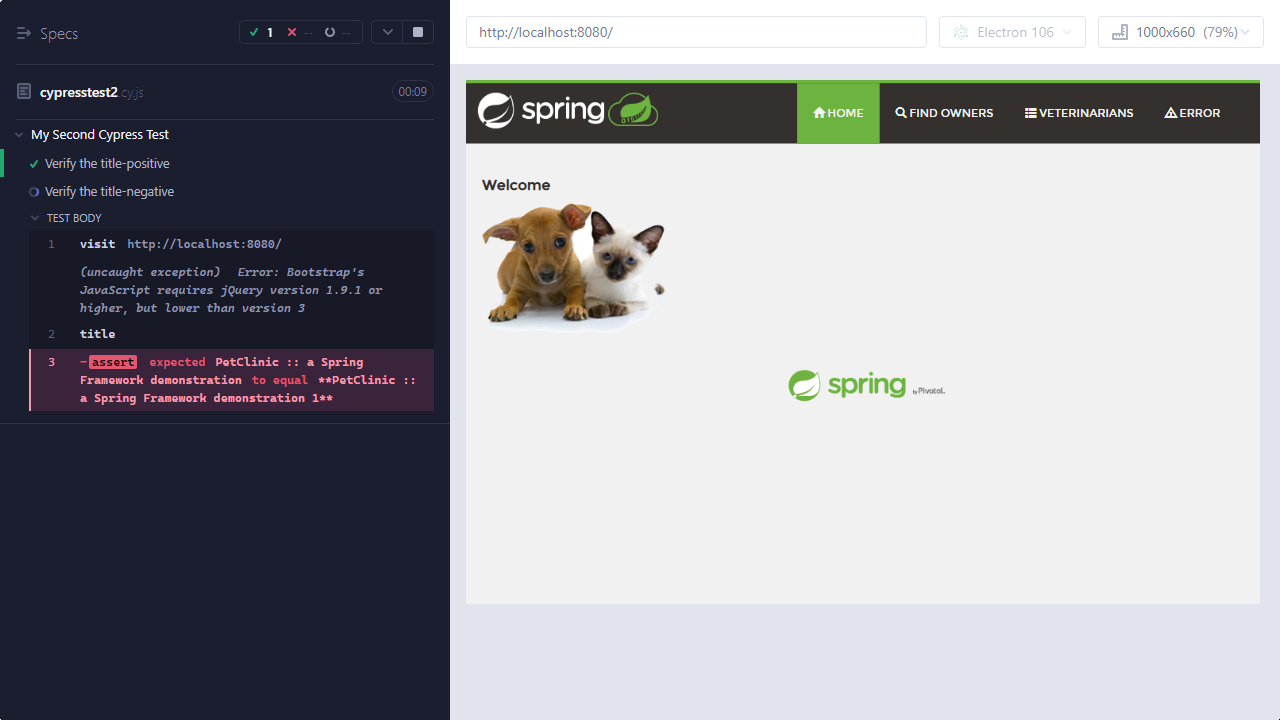 Specs
1
--
--
http://localhost:8080/
Electron 106
1000x660 (79%)
cypresstest2.cy.js
00:09
My Second Cypress Test
Verify the title-positive
Verify the title-negative
TEST BODY
1 visit http://localhost:8080/
(uncaught exception) Error: Bootstrap's
JavaScript requires jQuery version 1.9.1 or
higher, but lower than version 3
2 title
3 -assert expected PetClinic :: a Spring
Framework demonstration to equal **PetClinic ::
a Spring Framework demonstration 1**
spring
HOME
FIND OWNERS
VETERINARIANS
ERROR
Welcome
spring by Pivotal.